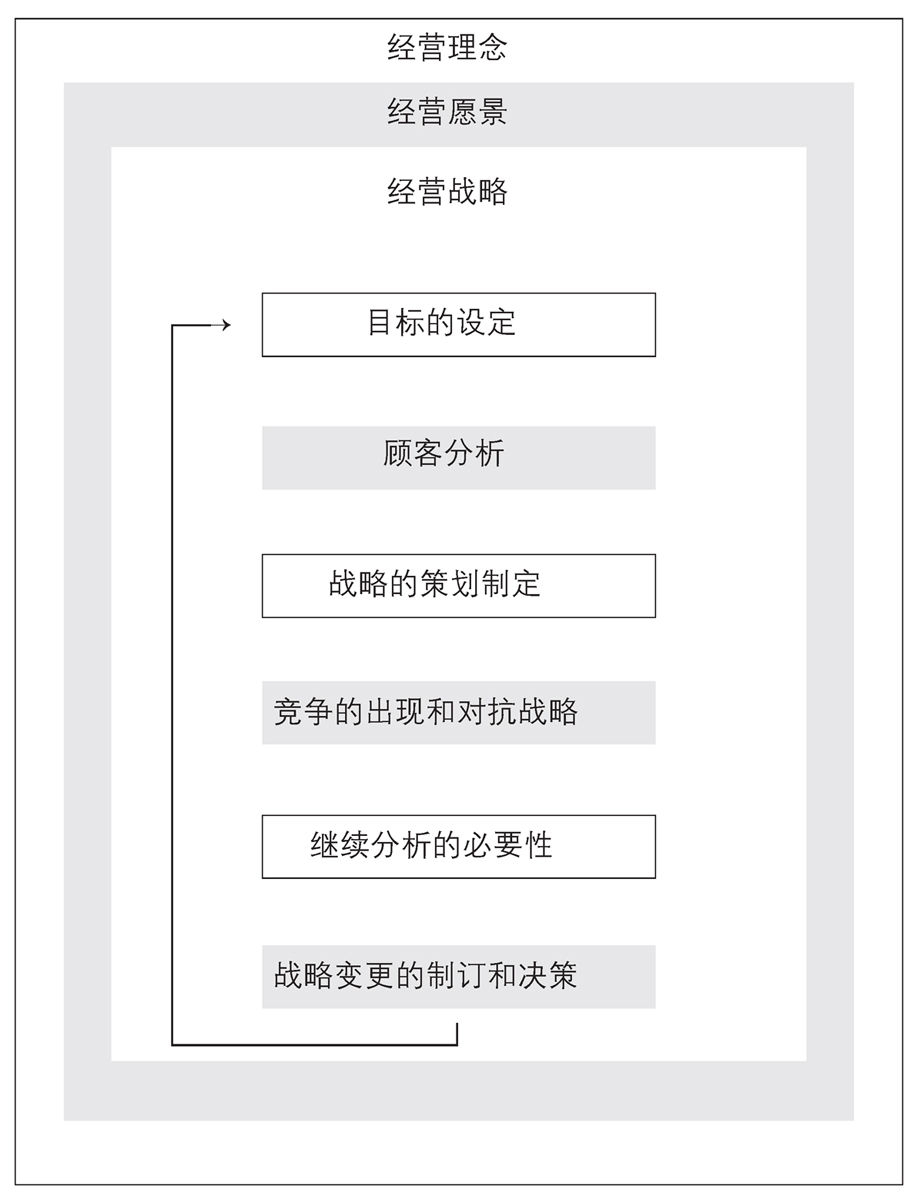 经营理念
经营愿景
经营战略
目标的设定
顾客分析
战略的策划制定
竞争的出现和对抗战略
继续分析的必要性
战略变更的制订和决策